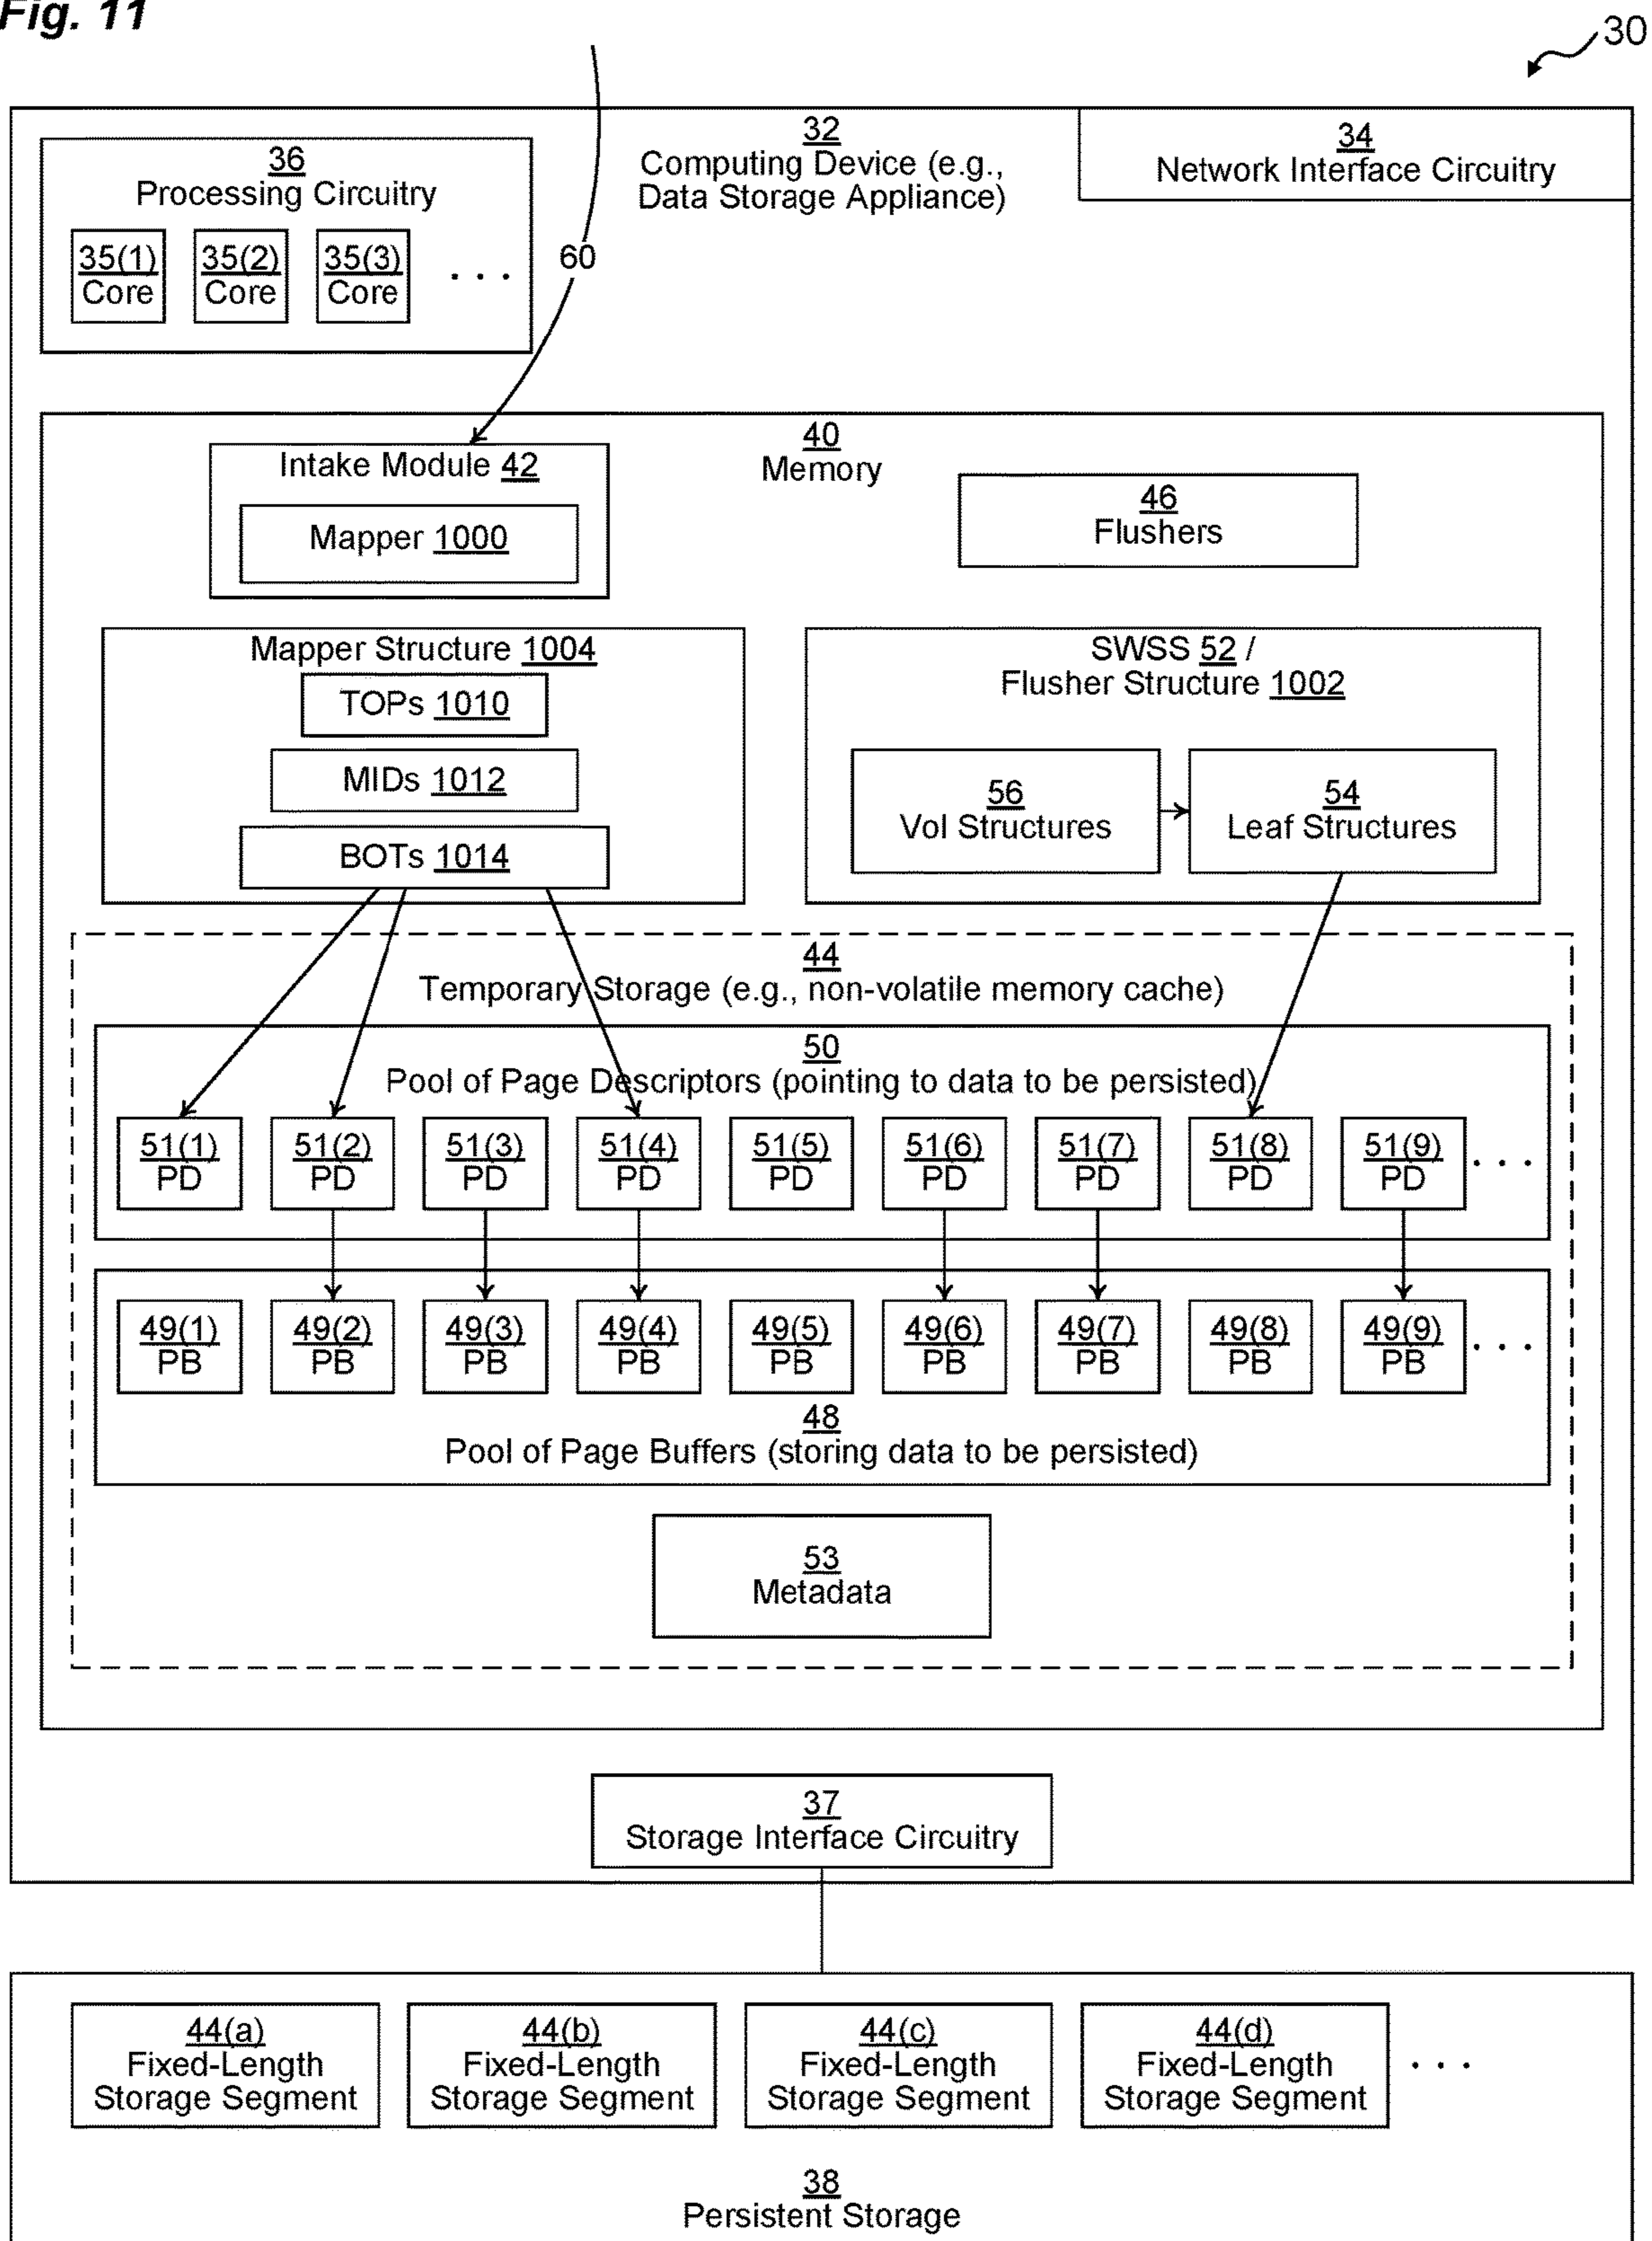 Fig. 11
30
32
Computing Device (e.g.,
Data Storage Appliance)
34
Network Interface Circuitry
36
Processing Circuitry
35(1)
Core
35(2)
Core
35(3)
Core
. . .
60
40
Memory
Intake Module 42
Mapper 1000
46
Flushers
Mapper Structure 1004
TOPs 1010
MIDs 1012
BOTs 1014
SWSS 52 /
Flusher Structure 1002
56
Vol Structures
54
Leaf Structures
44
Temporary Storage (e.g., non-volatile memory cache)
50
Pool of Page Descriptors (pointing to data to be persisted)
51(1)
PD
51(2)
PD
51(3)
PD
51(4)
PD
51(5)
PD
51(6)
PD
51(7)
PD
51(8)
PD
51(9)
PD
. . .
49(1)
PB
49(2)
PB
49(3)
PB
49(4)
PB
49(5)
PB
49(6)
PB
49(7)
PB
49(8)
PB
49(9)
PB
. . .
48
Pool of Page Buffers (storing data to be persisted)
53
Metadata
37
Storage Interface Circuitry
44(a)
Fixed-Length
Storage Segment
44(b)
Fixed-Length
Storage Segment
44(c)
Fixed-Length
Storage Segment
44(d)
Fixed-Length
Storage Segment
. . .
38
Persistent Storage